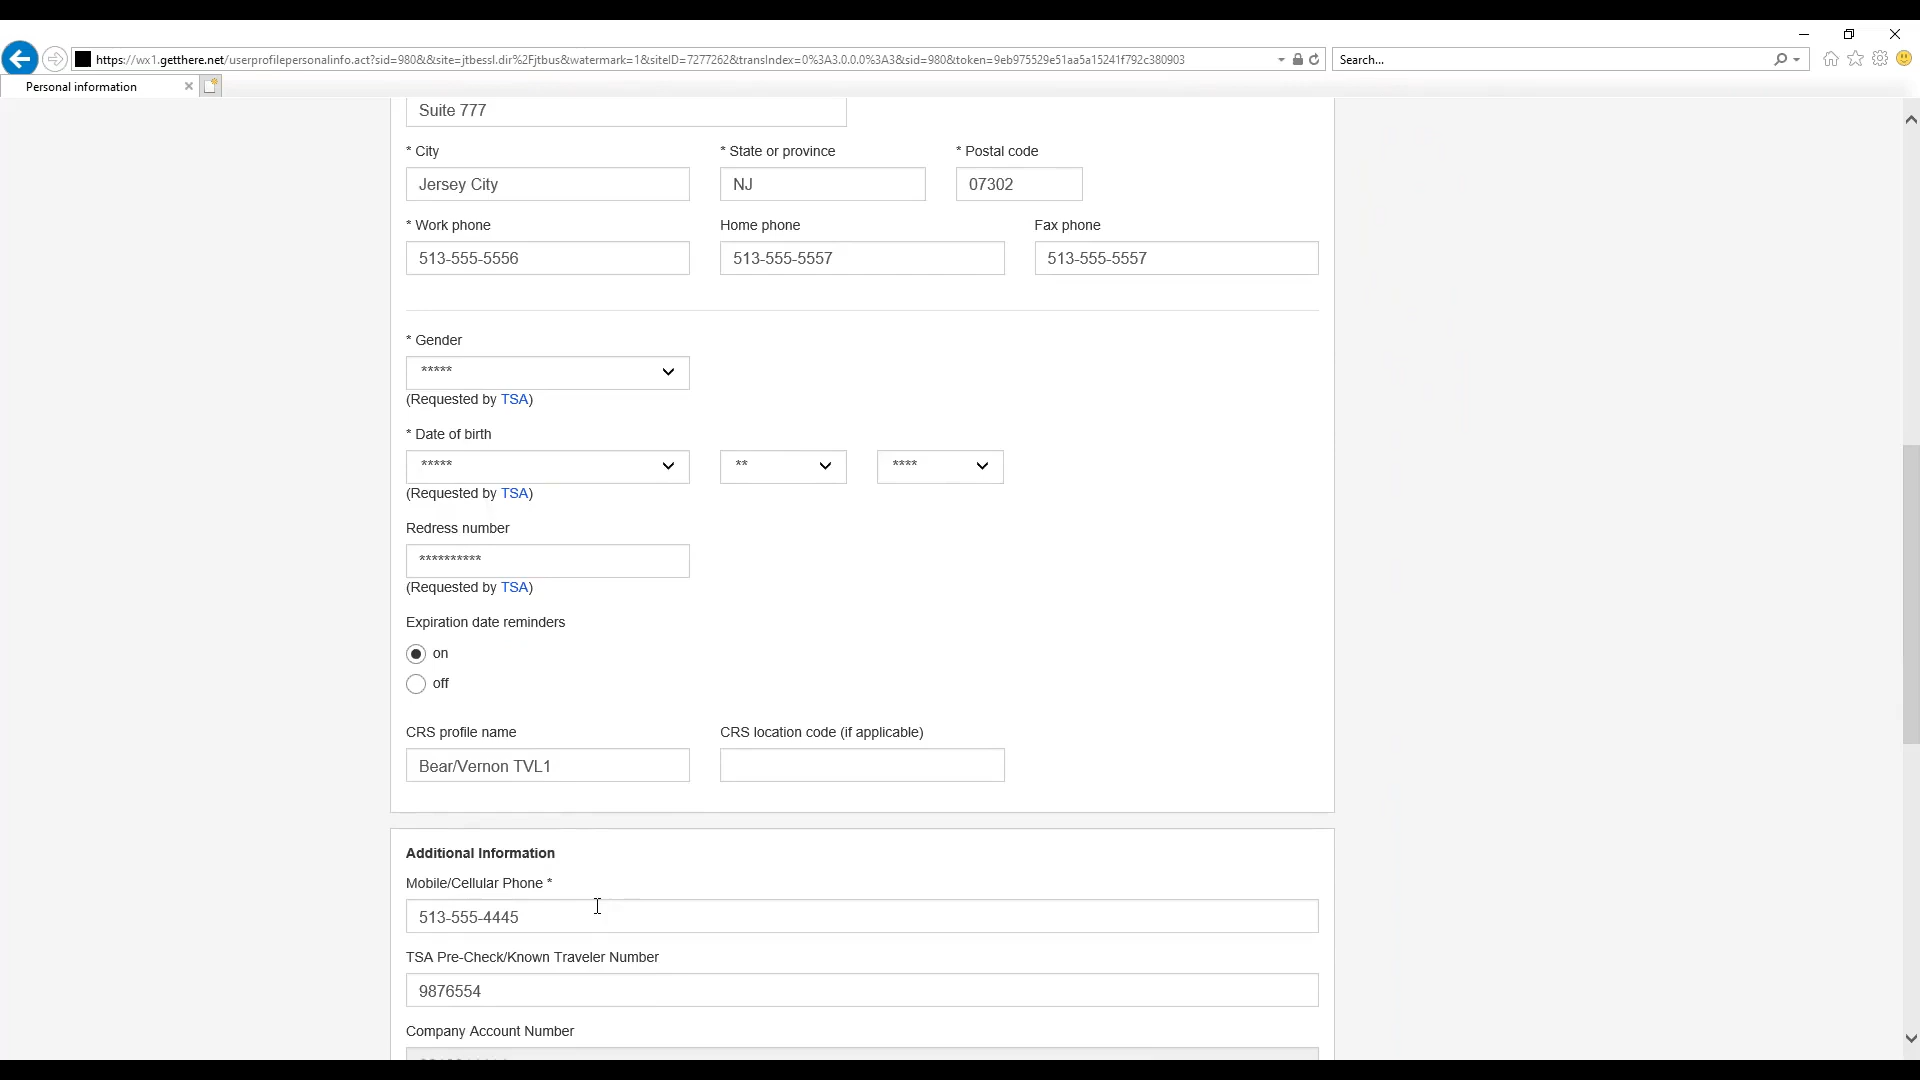 https://wx1.getthere.net/userprofilepersonalinfo.act?sid=980&&site=jtbessl.dir%2Fjtbus&watermark=1&siteID=7277262&transIndex=0%3A3.0.0.0%3A3&sid=980&token=9eb975529e51aa5a15241f792c380903
Search...
Personal information
Suite 777
* City
* State or province
* Postal code
Jersey City
NJ
07302
* Work phone
Home phone
Fax phone
513-555-5556
513-555-5557
513-555-5557
* Gender
*****
(Requested by TSA)
* Date of birth
*****
**
****
(Requested by TSA)
Redress number
**********
(Requested by TSA)
Expiration date reminders
on
off
CRS profile name
CRS location code (if applicable)
Bear/Vernon TVL1
Additional Information
Mobile/Cellular Phone *
513-555-4445
TSA Pre-Check/Known Traveler Number
9876554
Company Account Number